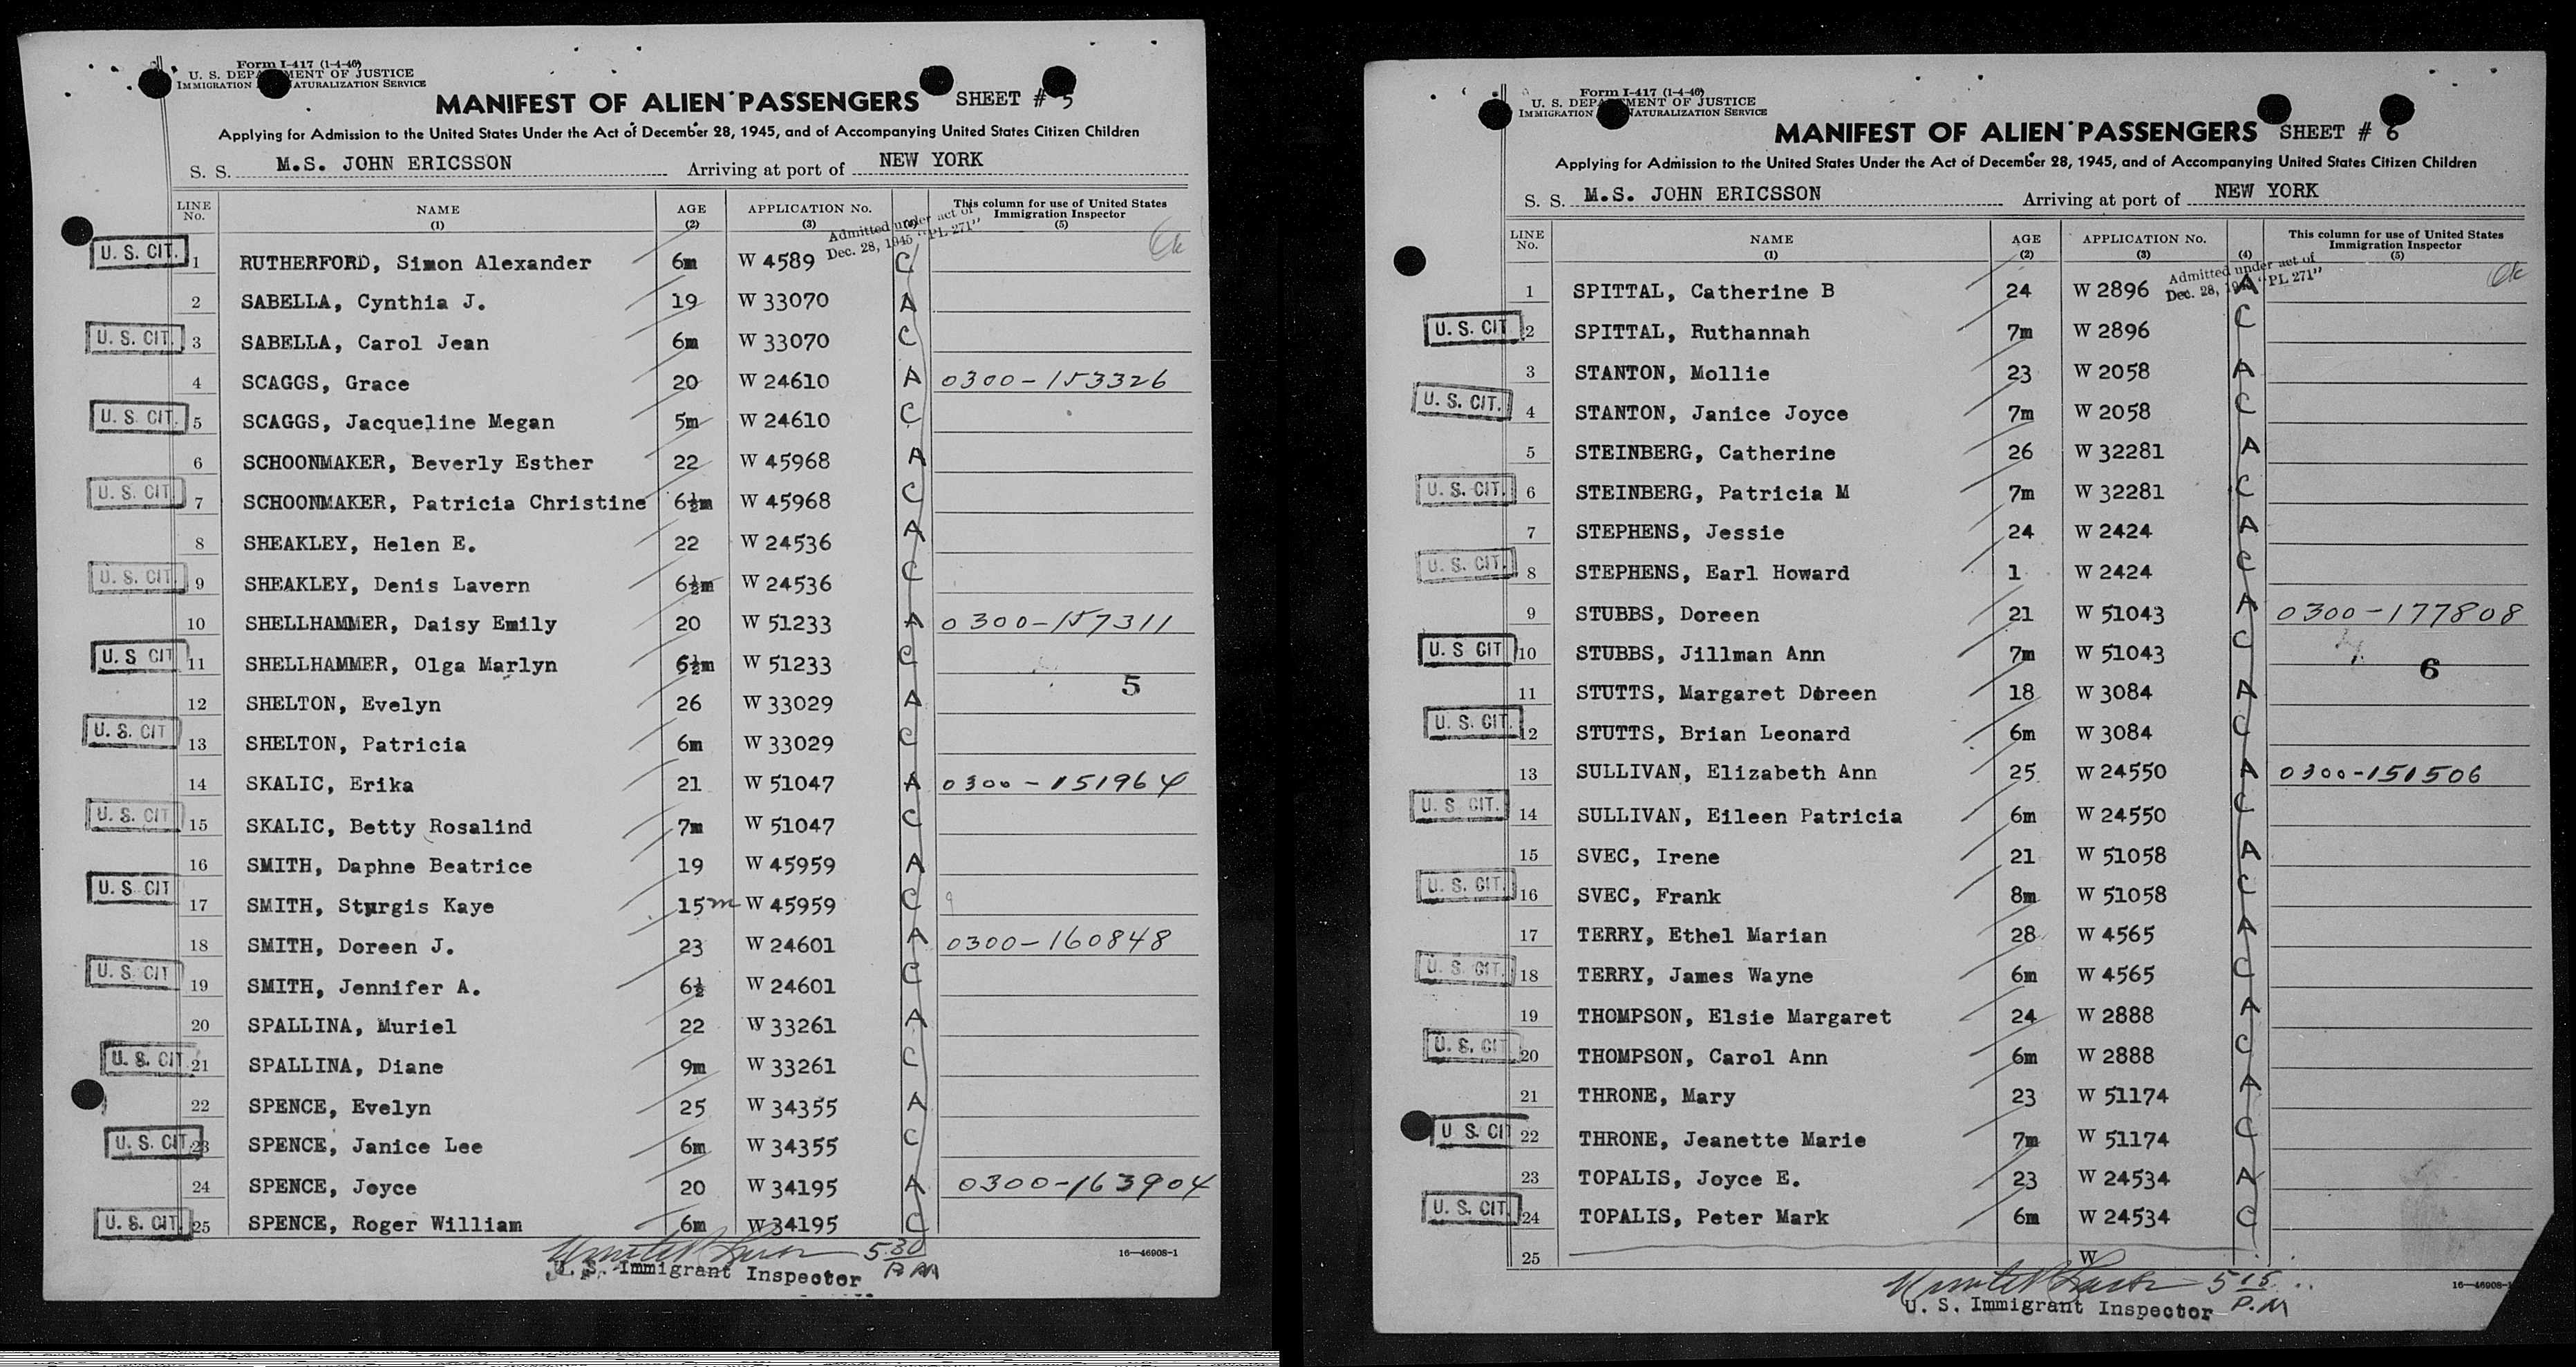 Form I-417 (1-4-46)
U. S. DEPARTMENT OF JUSTICE
IMMIGRATION NATURALIZATION SERVICE
MANIFEST OF ALIEN PASSENGERS SHEET # 5
Applying for Admission to the United States Under the Act of December 28, 1945, and of Accompanying United States Citizen Children
S. S. M.S. JOHN ERICSSON Arriving at port of NEW YORK
LINE No. NAME (1) AGE (2) APPLICATION No. (3) (4) This column for use of United States Immigration Inspector (5)
Admitted under act of
Dec. 28, 1945 "PL 271"
Ok
U. S. CIT. 1 RUTHERFORD, Simon Alexander 6m W 4589 C
2 SABELLA, Cynthia J. 19 W 33070 A
U. S. CIT. 3 SABELLA, Carol Jean 6m W 33070 C
4 SCAGGS, Grace 20 W 24610 A 0300-153326
U. S. CIT. 5 SCAGGS, Jacqueline Megan 5m W 24610 C
6 SCHOONMAKER, Beverly Esther 22 W 45968 A
U. S. CIT. 7 SCHOONMAKER, Patricia Christine 6½m W 45968 C
8 SHEAKLEY, Helen E. 22 W 24536 A
U. S. CIT. 9 SHEAKLEY, Denis Lavern 6½m W 24536 C
10 SHELLHAMMER, Daisy Emily 20 W 51233 A 0300-157311
U. S CIT 11 SHELLHAMMER, Olga Marlyn 6½m W 51233 C
5
12 SHELTON, Evelyn 26 W 33029 A
U. S. CIT 13 SHELTON, Patricia 6m W 33029 C
14 SKALIC, Erika 21 W 51047 A 0300-151964
U. S. CIT 15 SKALIC, Betty Rosalind 7m W 51047 C
16 SMITH, Daphne Beatrice 19 W 45959 A
U. S. CIT 17 SMITH, Sturgis Kaye 15m W 45959 C
18 SMITH, Doreen J. 23 W 24601 A 0300-160848
U. S. CIT 19 SMITH, Jennifer A. 6½ W 24601 C
20 SPALLINA, Muriel 22 W 33261 A
U. S. CIT 21 SPALLINA, Diane 9m W 33261 C
22 SPENCE, Evelyn 25 W 34355 A
U. S. CIT. 23 SPENCE, Janice Lee 6m W 34355 C
24 SPENCE, Joyce 20 W 34195 A 0300-163904
U. S. CIT. 25 SPENCE, Roger William 6m W 34195 C
5 30 P.M
U. S. Immigrant Inspector
16—46908-1
Form I-417 (1-4-46)
U. S. DEPARTMENT OF JUSTICE
IMMIGRATION NATURALIZATION SERVICE
MANIFEST OF ALIEN PASSENGERS SHEET # 6
Applying for Admission to the United States Under the Act of December 28, 1945, and of Accompanying United States Citizen Children
S. S. M.S. JOHN ERICSSON Arriving at port of NEW YORK
LINE No. NAME (1) AGE (2) APPLICATION No. (3) (4) This column for use of United States Immigration Inspector (5)
Admitted under act of
Dec. 28, 1945 "PL 271"
Ok
1 SPITTAL, Catherine B 24 W 2896 A
U. S. CIT 2 SPITTAL, Ruthannah 7m W 2896 C
3 STANTON, Mollie 23 W 2058 A
U. S. CIT. 4 STANTON, Janice Joyce 7m W 2058 C
5 STEINBERG, Catherine 26 W 32281 A
U. S. CIT. 6 STEINBERG, Patricia M 7m W 32281 C
7 STEPHENS, Jessie 24 W 2424 A
U. S. CIT. 8 STEPHENS, Earl Howard 1 W 2424 C
9 STUBBS, Doreen 21 W 51043 A 0300-177808
U. S CIT 10 STUBBS, Jillman Ann 7m W 51043 C
6
11 STUTTS, Margaret Doreen 18 W 3084 A
U. S. CIT. 12 STUTTS, Brian Leonard 6m W 3084 C
13 SULLIVAN, Elizabeth Ann 25 W 24550 A 0300-151506
U. S CIT. 14 SULLIVAN, Eileen Patricia 6m W 24550 C
15 SVEC, Irene 21 W 51058 A
U. S. CIT. 16 SVEC, Frank 8m W 51058 C
17 TERRY, Ethel Marian 28 W 4565 A
U. S. CIT. 18 TERRY, James Wayne 6m W 4565 C
19 THOMPSON, Elsie Margaret 24 W 2888 A
U. S. CIT 20 THOMPSON, Carol Ann 6m W 2888 C
21 THRONE, Mary 23 W 51174 A
U S. CIT 22 THRONE, Jeanette Marie 7m W 51174 C
23 TOPALIS, Joyce E. 23 W 24534 A
U. S. CIT. 24 TOPALIS, Peter Mark 6m W 24534 C
25 W
5 15 P.M
U. S. Immigrant Inspector
16—46908-1